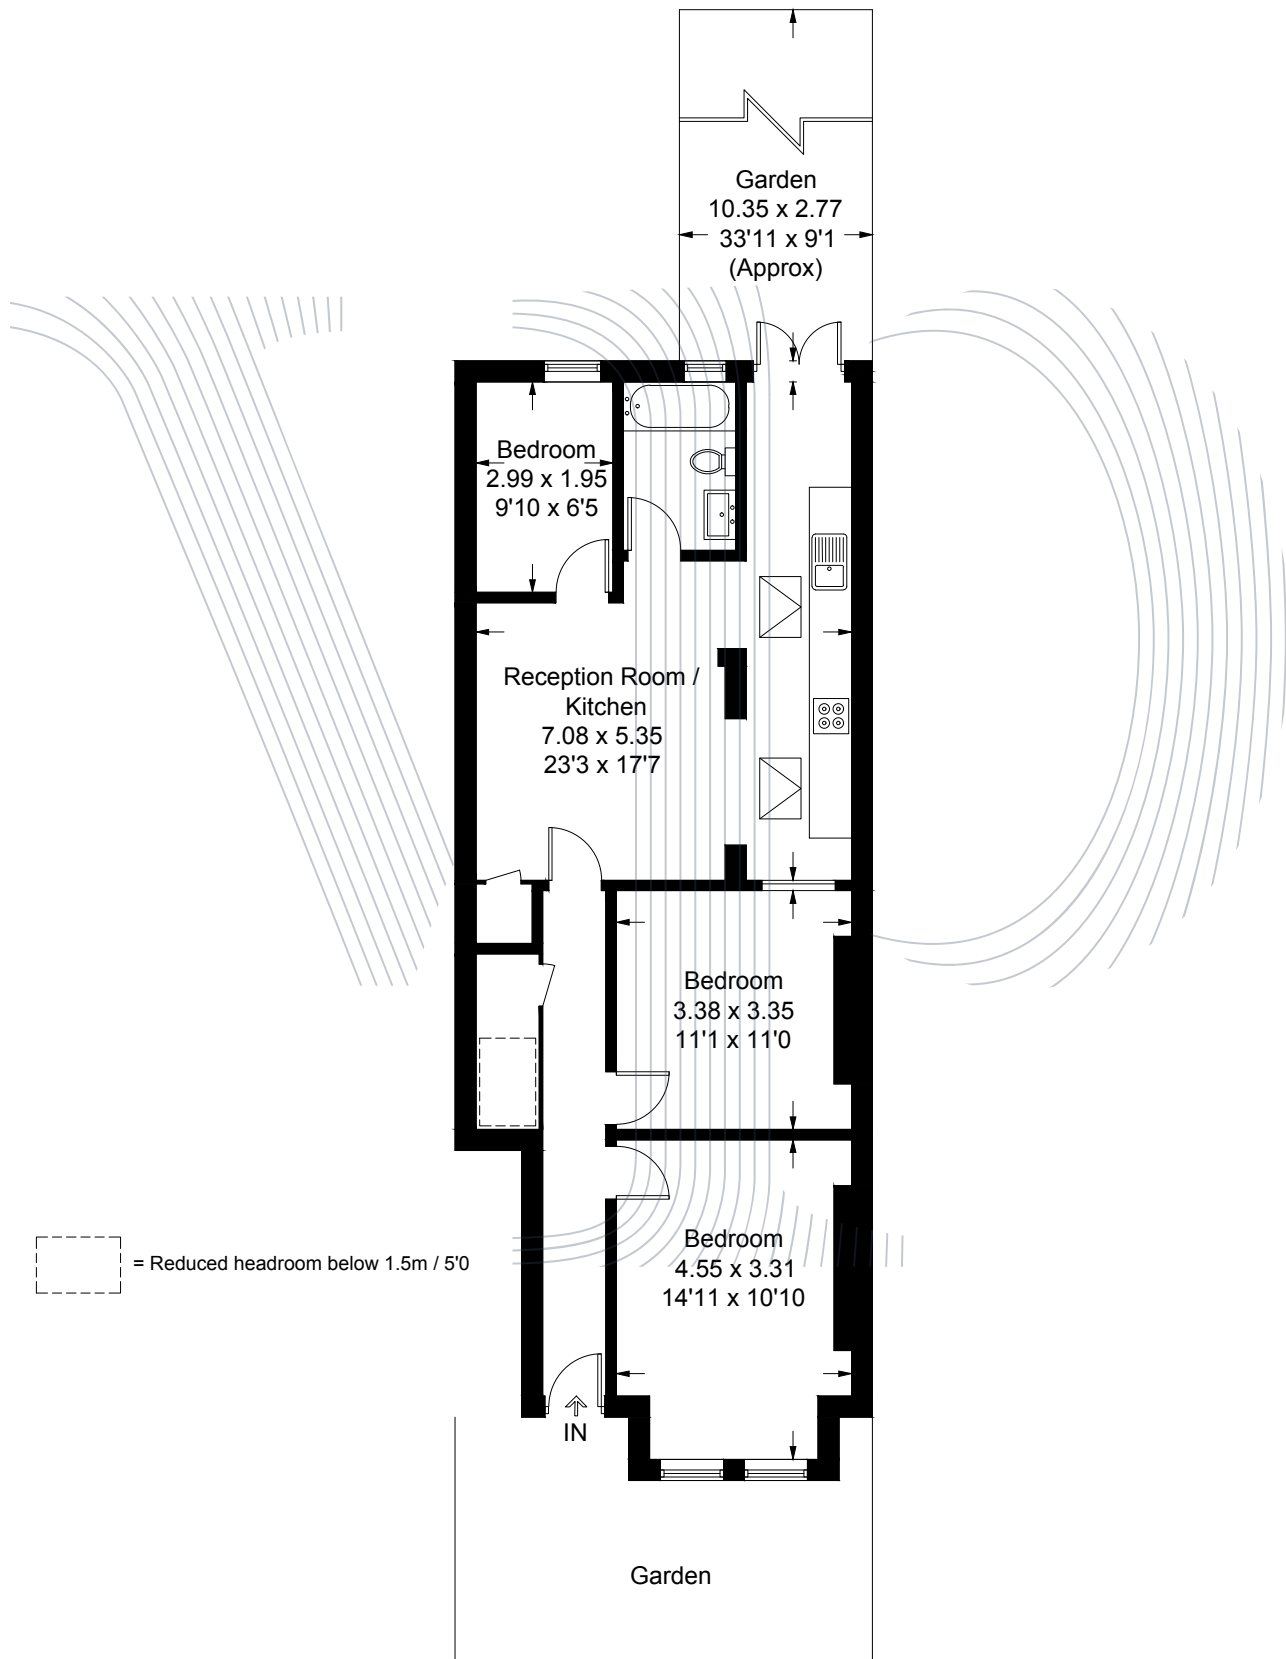 Garden
10.35 x 2.77
33'11 x 9'1
(Approx)
Bedroom
2.99 x 1.95
9'10 x 6'5
Reception Room /
Kitchen
7.08 x 5.35
23'3 x 17'7
Bedroom
3.38 x 3.35
11'1 x 11'0
Bedroom
4.55 x 3.31
14'11 x 10'10
= Reduced headroom below 1.5m / 5'0
IN
Garden